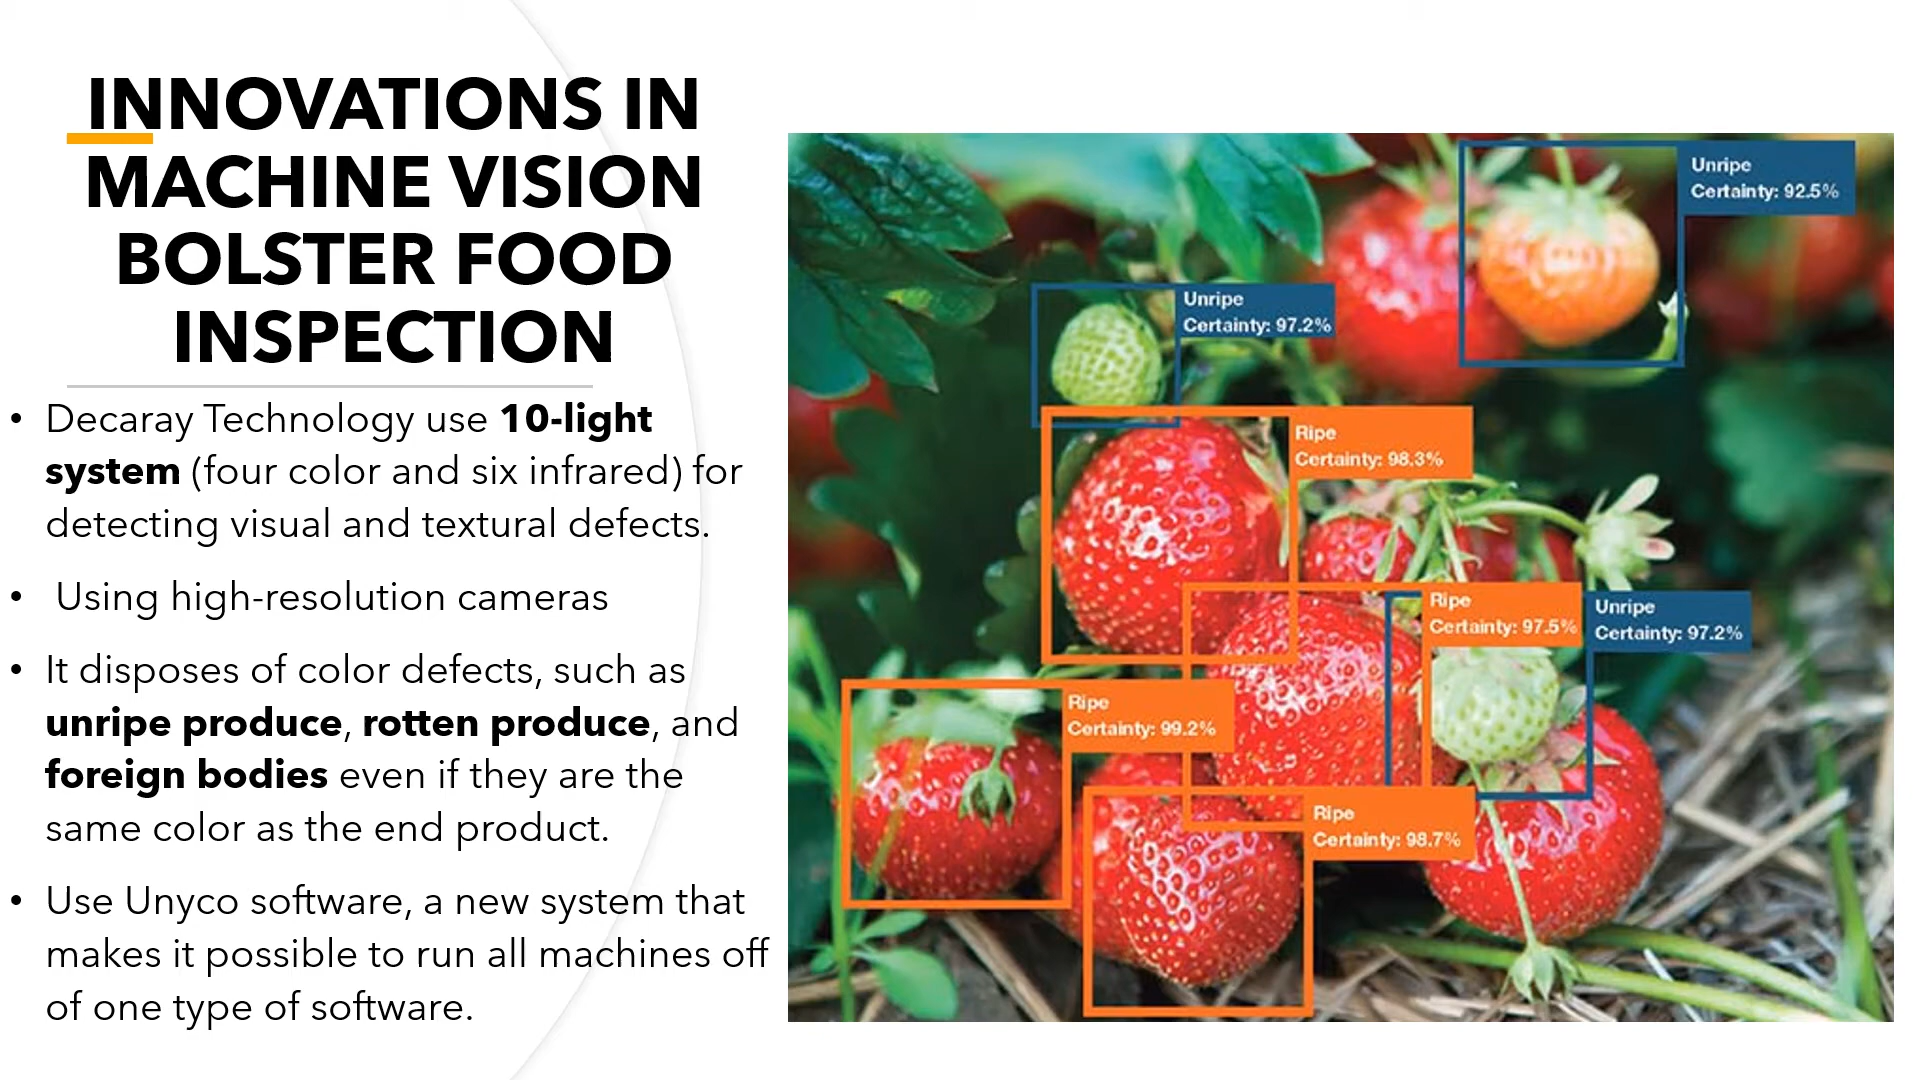 INNOVATIONS IN
MACHINE VISION
BOLSTER FOOD
INSPECTION
• Decaray Technology use 10-light
system (four color and six infrared) for
detecting visual and textural defects.
• Using high-resolution cameras
• It disposes of color defects, such as
unripe produce, rotten produce, and
foreign bodies even if they are the
same color as the end product.
• Use Unyco software, a new system that
makes it possible to run all machines off
of one type of software.
Unripe
Certainty: 92.5%
Unripe
Certainty: 97.2%
Ripe
Certainty: 98.3%
Ripe
Certainty: 97.5%
Unripe
Certainty: 97.2%
Ripe
Certainty: 99.2%
Ripe
Certainty: 98.7%